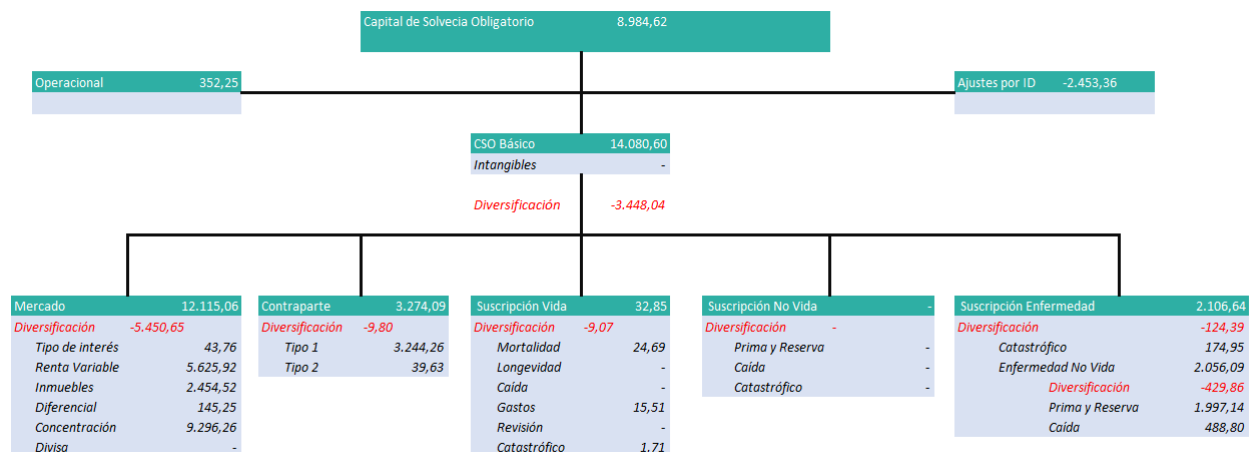 Capital de Solvecia Obligatorio 8.984,62
Operacional 352,25
Ajustes por ID -2.453,36
CSO Básico 14.080,60
Intangibles -
Diversificación -3.448,04
Mercado 12.115,06
Diversificación -5.450,65
Tipo de interés 43,76
Renta Variable 5.625,92
Inmuebles 2.454,52
Diferencial 145,25
Concentración 9.296,26
Divisa -
Contraparte 3.274,09
Diversificación -9,80
Tipo 1 3.244,26
Tipo 2 39,63
Suscripción Vida 32,85
Diversificación -9,07
Mortalidad 24,69
Longevidad -
Caída -
Gastos 15,51
Revisión -
Catastrófico 1,71
Suscripción No Vida -
Diversificación -
Prima y Reserva -
Caída -
Catastrófico -
Suscripción Enfermedad 2.106,64
Diversificación -124,39
Catastrófico 174,95
Enfermedad No Vida 2.056,09
Diversificación -429,86
Prima y Reserva 1.997,14
Caída 488,80